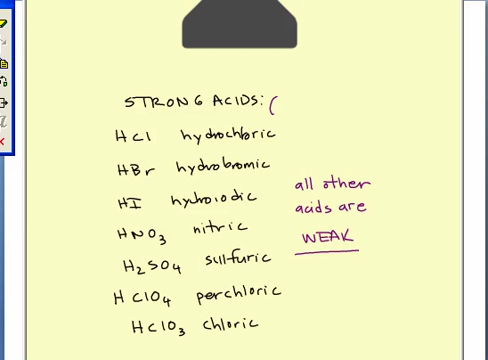 STRONG ACIDS: (
HCl hydrochloric
HBr hydrobromic
HI hydroiodic
HNO3 nitric
H2SO4 sulfuric
HClO4 perchloric
HClO3 chloric
all other
acids are
WEAK